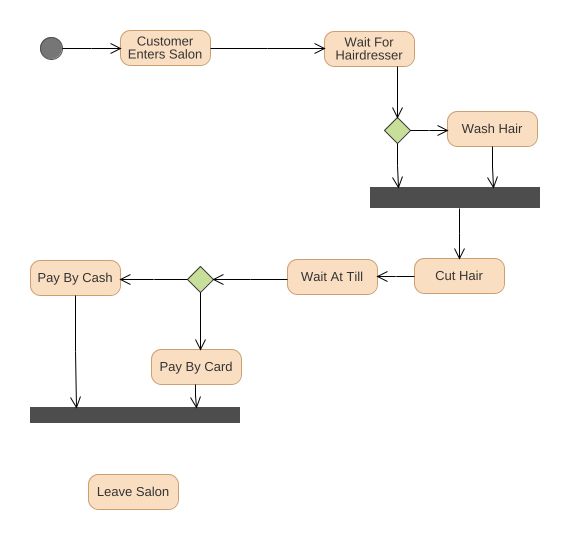 Customer
Enters Salon
Wait For
Hairdresser
Wash Hair
Cut Hair
Wait At Till
Pay By Cash
Pay By Card
Leave Salon